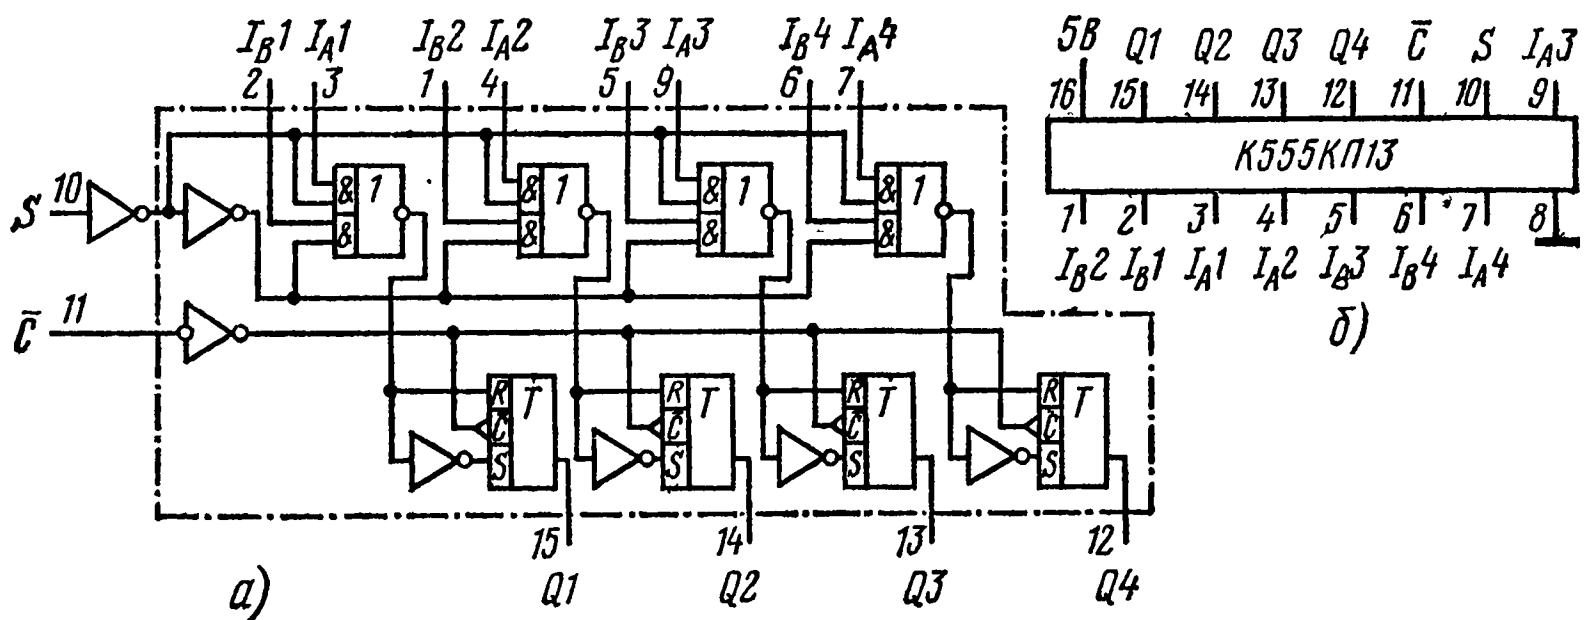 I_B1 I_A1 I_B2 I_A2 I_B3 I_A3 I_B4 I_A4
2 3 1 4 5 9 6 7
S 10
& & 1
& & 1
& & 1
& & 1
C̄ 11
R C̄ S T
R C̄ S T
R C̄ S T
R C̄ S T
15 14 13 12
Q1 Q2 Q3 Q4
а)
5В Q1 Q2 Q3 Q4 C̄ S I_A3
16 15 14 13 12 11 10 9
К555КП13
1 2 3 4 5 6 7 8
I_B2 I_B1 I_A1 I_A2 I_B3 I_B4 I_A4
б)